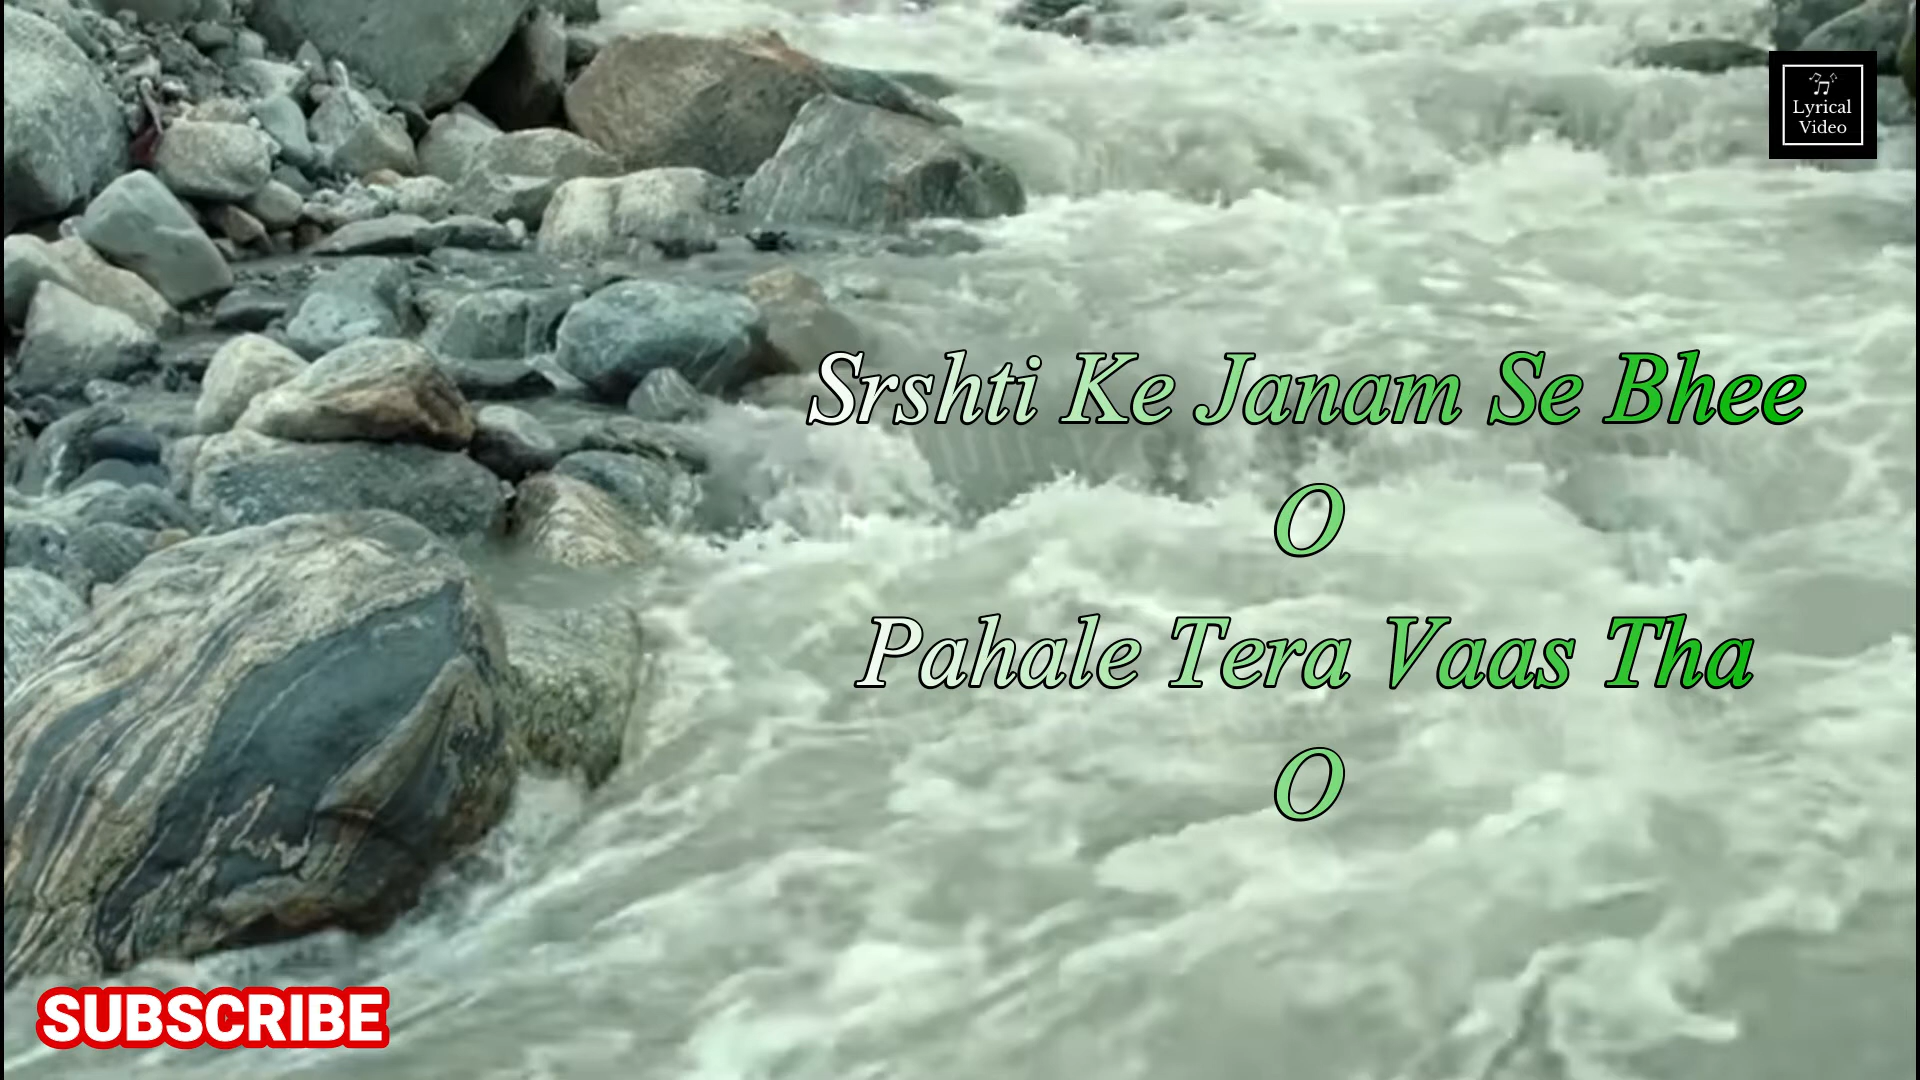 Lyrical
Video
Srshti Ke Janam Se Bhee
O
Pahale Tera Vaas Tha
O
SUBSCRIBE